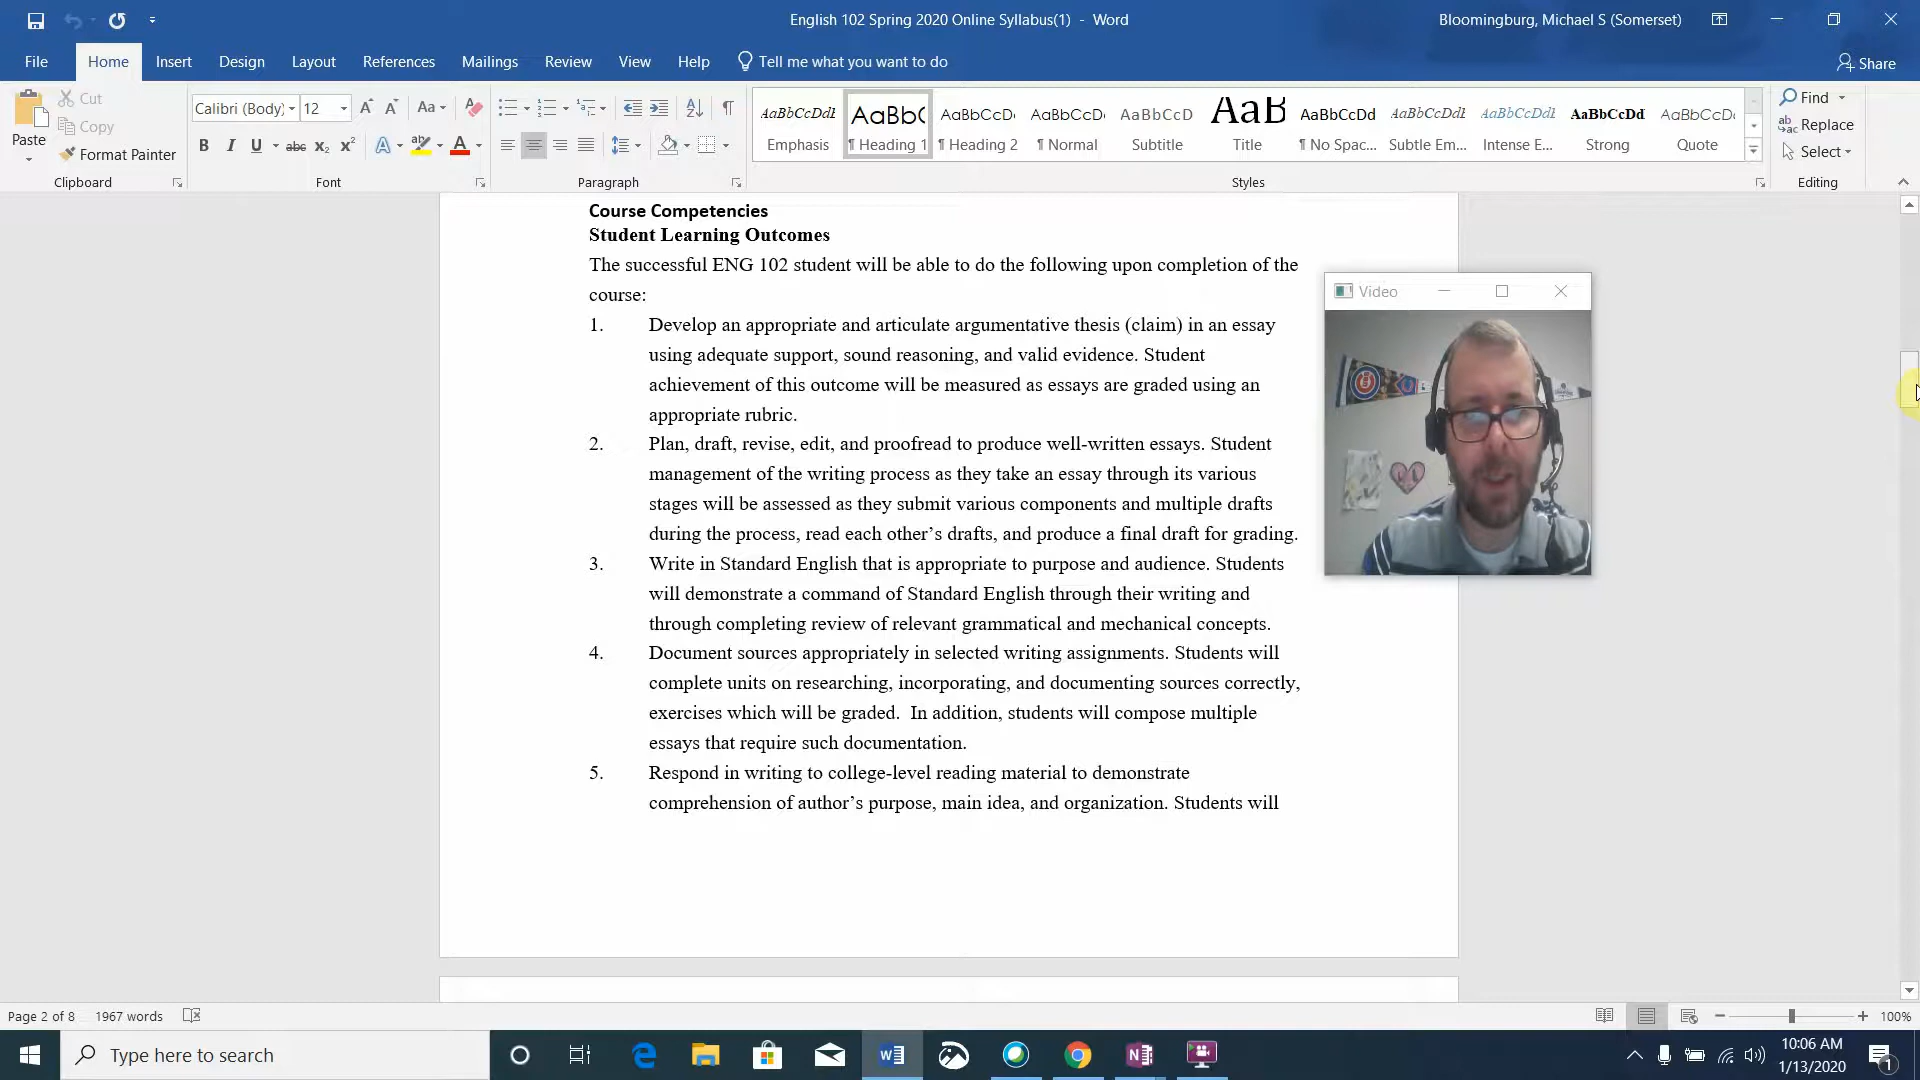 English 102 Spring 2020 Online Syllabus(1) - Word
Bloomingburg, Michael S (Somerset)
File Home Insert Design Layout References Mailings Review View Help Tell me what you want to do
Share
Paste
Cut
Copy
Format Painter
Clipboard
Calibri (Body) 12
Font
Paragraph
AaBbCcDdE AaBbC AaBbCcDc AaBbCcDc AaBbCcD AaB AaBbCcDd AaBbCcDdE AaBbCcDdE AaBbCcDd AaBbCcDd
Emphasis ¶ Heading 1 ¶ Heading 2 ¶ Normal Subtitle Title ¶ No Spac... Subtle Em... Intense E... Strong Quote
Styles
Find
Replace
Select
Editing
Course Competencies
Student Learning Outcomes
The successful ENG 102 student will be able to do the following upon completion of the
course:
1. Develop an appropriate and articulate argumentative thesis (claim) in an essay
using adequate support, sound reasoning, and valid evidence. Student
achievement of this outcome will be measured as essays are graded using an
appropriate rubric.
2. Plan, draft, revise, edit, and proofread to produce well-written essays. Student
management of the writing process as they take an essay through its various
stages will be assessed as they submit various components and multiple drafts
during the process, read each other’s drafts, and produce a final draft for grading.
3. Write in Standard English that is appropriate to purpose and audience. Students
will demonstrate a command of Standard English through their writing and
through completing review of relevant grammatical and mechanical concepts.
4. Document sources appropriately in selected writing assignments. Students will
complete units on researching, incorporating, and documenting sources correctly,
exercises which will be graded.  In addition, students will compose multiple
essays that require such documentation.
5. Respond in writing to college-level reading material to demonstrate
comprehension of author’s purpose, main idea, and organization. Students will
Video
Page 2 of 8 1967 words
100%
Type here to search
10:06 AM
1/13/2020
1